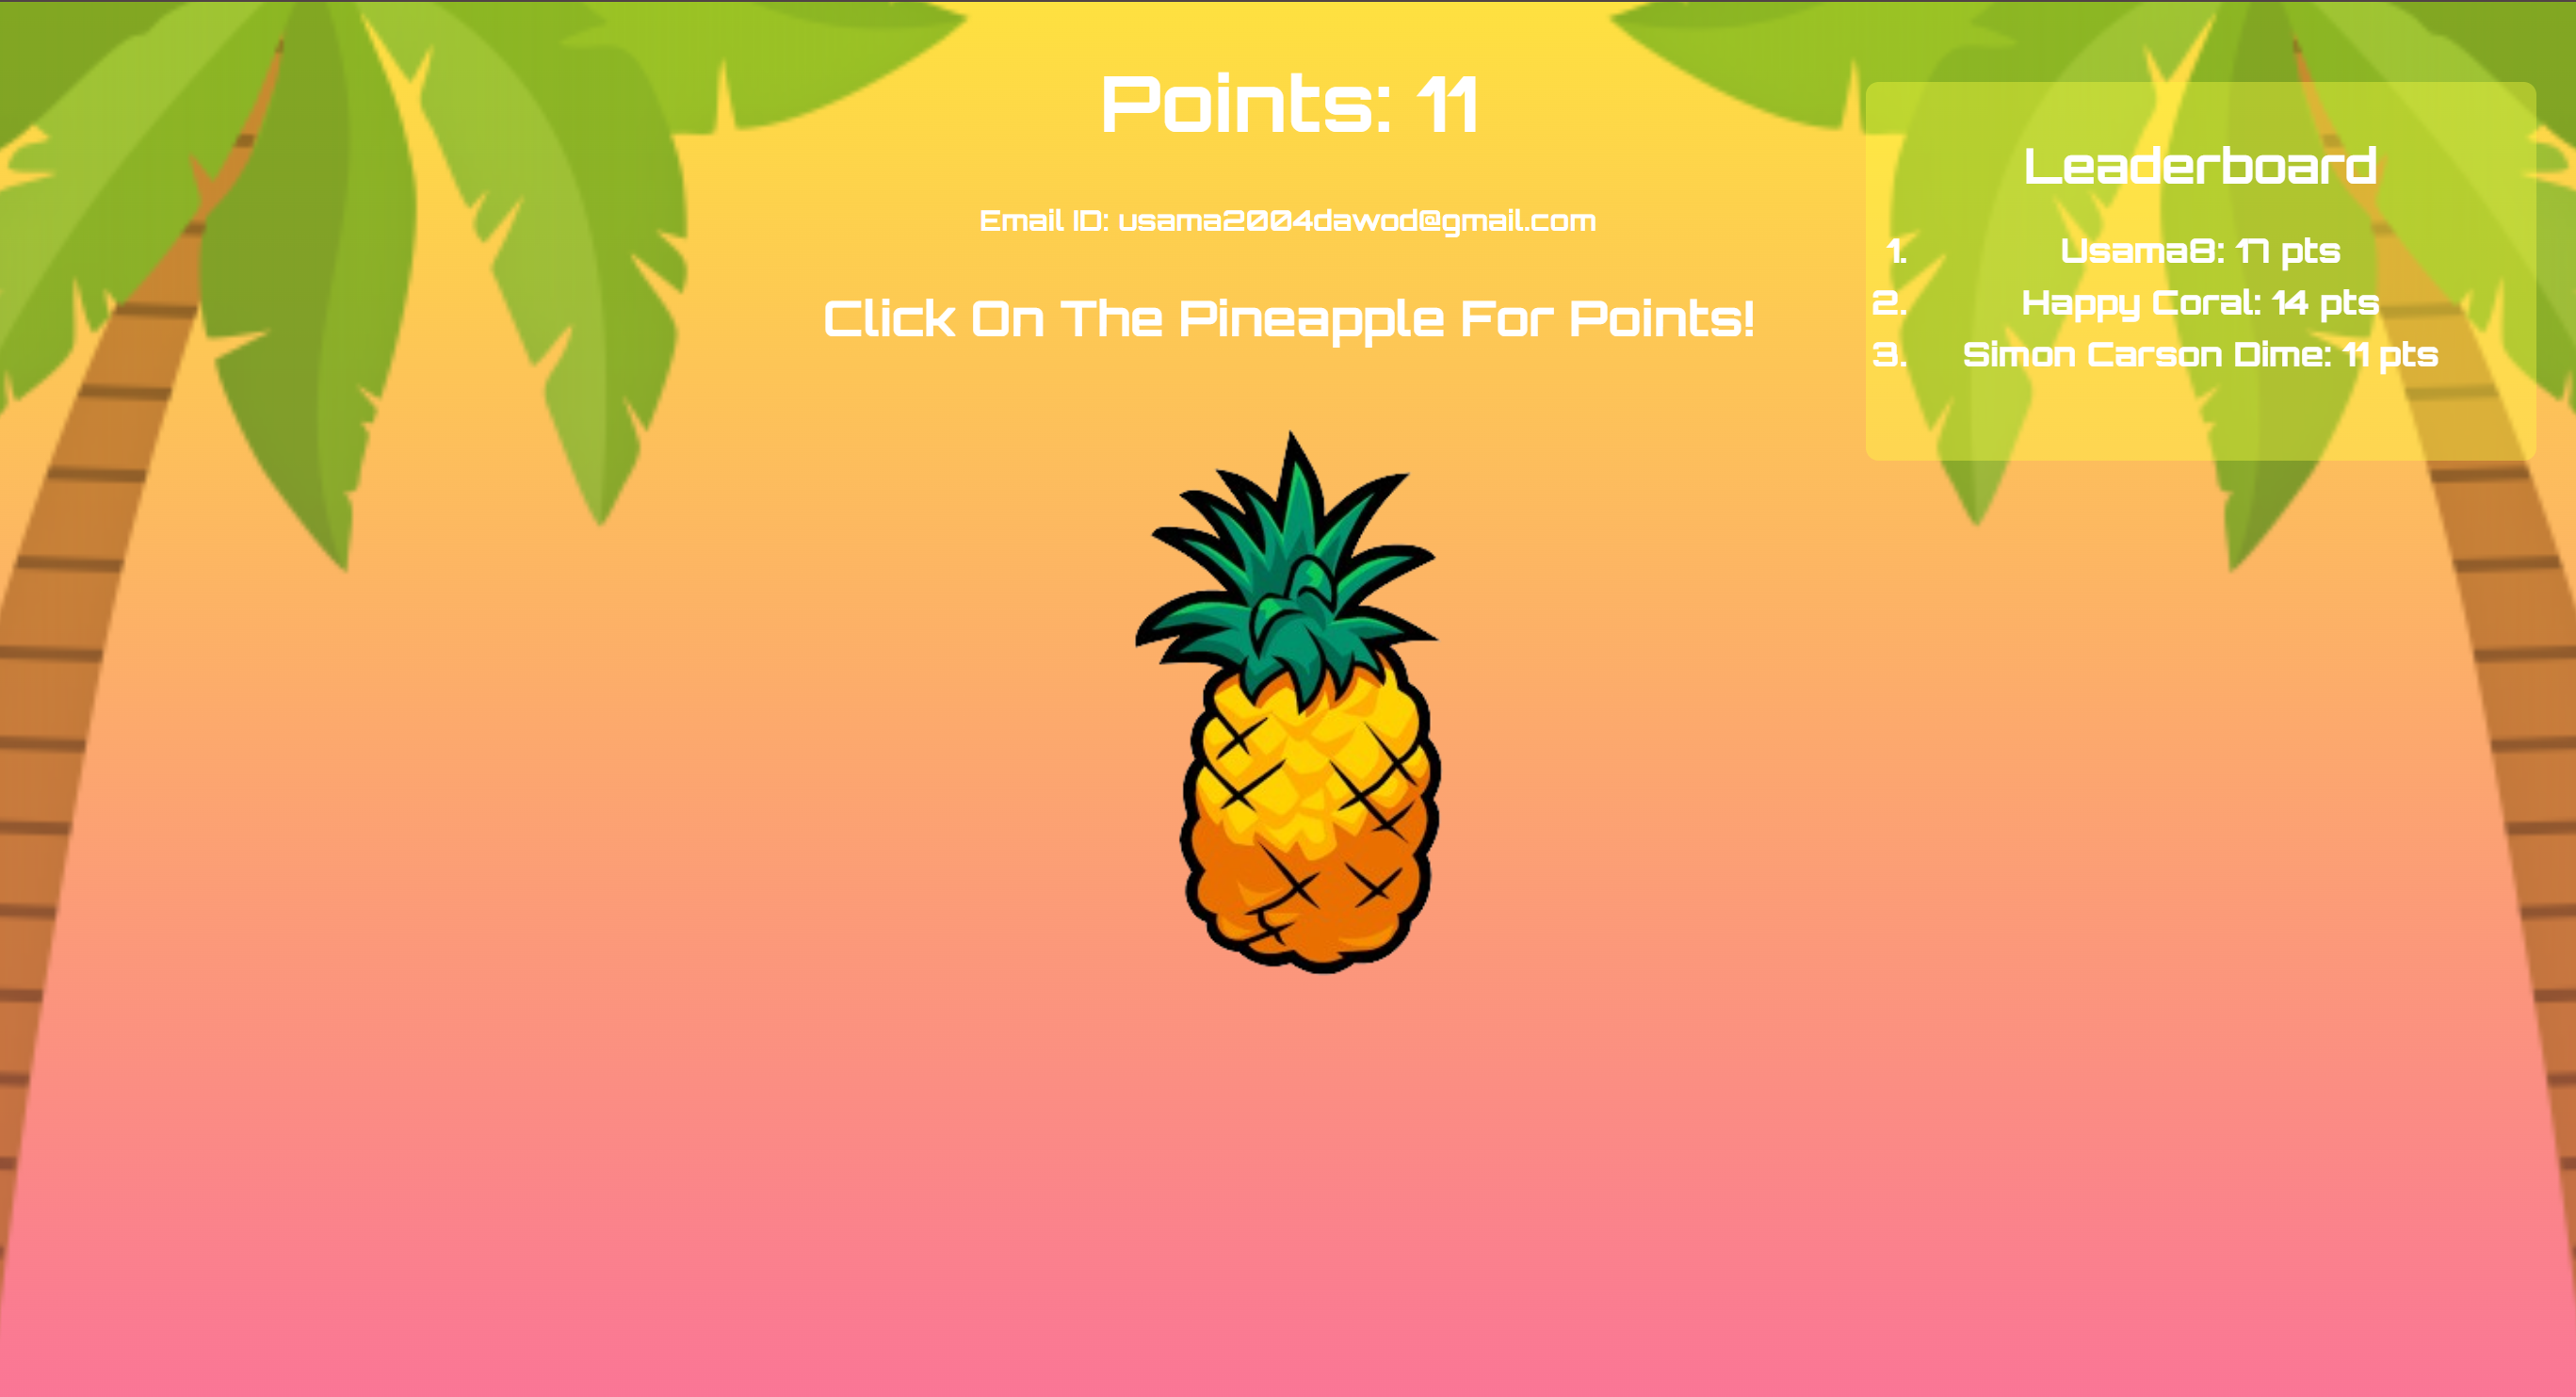 Points: 11
Email ID: usama2004dawod@gmail.com
Click On The Pineapple For Points!
Leaderboard
1. Usama8: 17 pts
2. Happy Coral: 14 pts
3. Simon Carson Dime: 11 pts